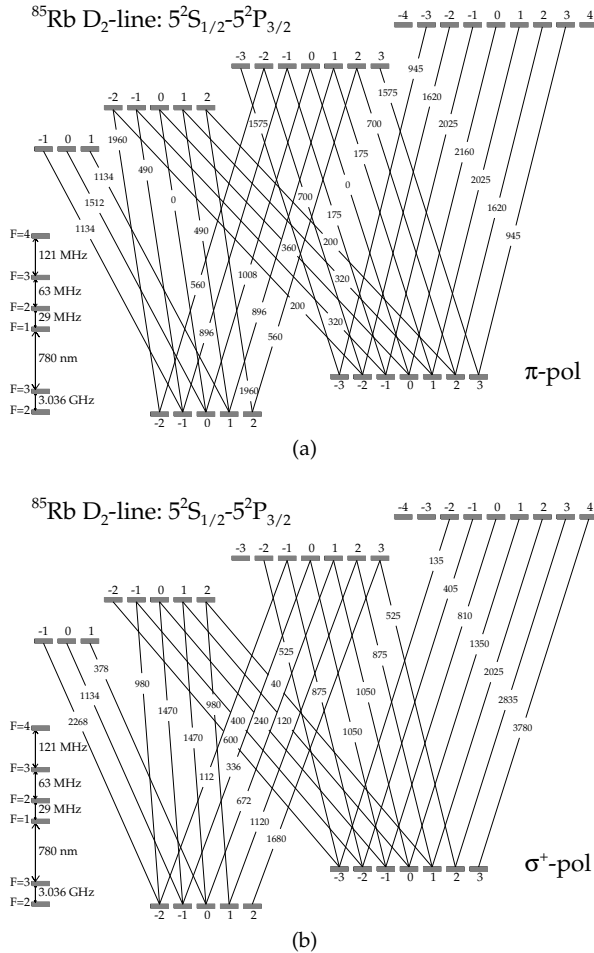 85Rb D2-line: 5²S1/2-5²P3/2
-4 -3 -2 -1 0 1 2 3 4
-3 -2 -1 0 1 2 3
-2 -1 0 1 2
-1 0 1
945 1620 2025 2160 2025 1620 945
1575 700 175 0 175 700 1575
1960 490 0 490 1960
1134 1512 1134
200 320 360 320 200
560 896 1008 896 560
F=4
121 MHz
F=3
63 MHz
F=2
29 MHz
F=1
780 nm
F=3
3.036 GHz
F=2
-3 -2 -1 0 1 2 3
-2 -1 0 1 2
π-pol
(a)
85Rb D2-line: 5²S1/2-5²P3/2
-4 -3 -2 -1 0 1 2 3 4
-3 -2 -1 0 1 2 3
-2 -1 0 1 2
-1 0 1
135 405 810 1350 2025 2835 3780
525 875 1050 1050 875 525
980 1470 1470 980
378 1134 2268
600 400 240 120 40
112 336 672 1120 1680
F=4
121 MHz
F=3
63 MHz
F=2
29 MHz
F=1
780 nm
F=3
3.036 GHz
F=2
-3 -2 -1 0 1 2 3
-2 -1 0 1 2
σ+-pol
(b)